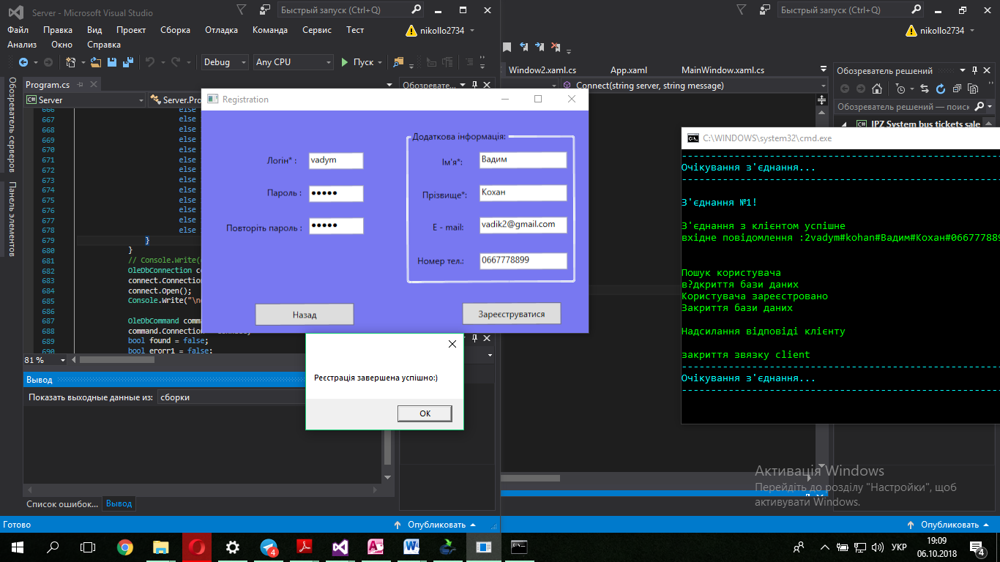 Server - Microsoft Visual Studio
Быстрый запуск (Ctrl+Q)
Файл Правка Вид Проект Сборка Отладка Команда Сервис Тест
nikollo2734
Анализ Окно Справка
Debug Any CPU Пуск
Обозреватель серверов
Панель элементов
Program.cs
Обозревате...
Server
Server.Pro
666 else
667 else
668 else
669 else
670 else
671 else
672 else
673 else
674 else
675 else
676 else
677 else
678 else
679 }
680 }
681 // Console.Write(
682 OleDbConnection co
683 connect.Connection
684 connect.Open();
685 Console.Write("\n
686
687 OleDbCommand comm
688 command.Connection = connect;
689 bool found = false;
690 bool erorr1 = false;
81 %
Вывод
Показать выходные данные из: сборки
Список ошибок... Вывод
Готово
Опубликовать
Registration
Логін* : vadym
Пароль : ●●●●●
Повторіть пароль : ●●●●●
Додаткова інформація:
Ім'я*: Вадим
Прізвище*: Кохан
E - mail: vadik2@gmail.com
Номер тел.: 0667778899
Назад
Зареєструватися
Реєстрація завершена успішно:)
OK
Быстрый запуск (Ctrl+Q)
nikollo2734
Window2.xaml.cs App.xaml MainWindow.xaml.cs
Connect(string server, string message)
Обозреватель решений
Обозреватель решений — поиск
IPZ System bus tickets sale
C:\WINDOWS\system32\cmd.exe
Очікування з'єднання...
З'єднання №1!
З'єднання з клієнтом успішне
вхідне повідомлення :2vadym#kohan#Вадим#Кохан#066777889
Пошук користувача
в?дкриття бази даних
Користувача зареєстровано
Закриття бази даних
Надсилання відповіді клієнту
закриття звязку client
Очікування з'єднання...
Активація Windows
Перейдіть до розділу "Настройки", щоб
активувати Windows.
Опубликовать
4
УКР
19:09
06.10.2018
4